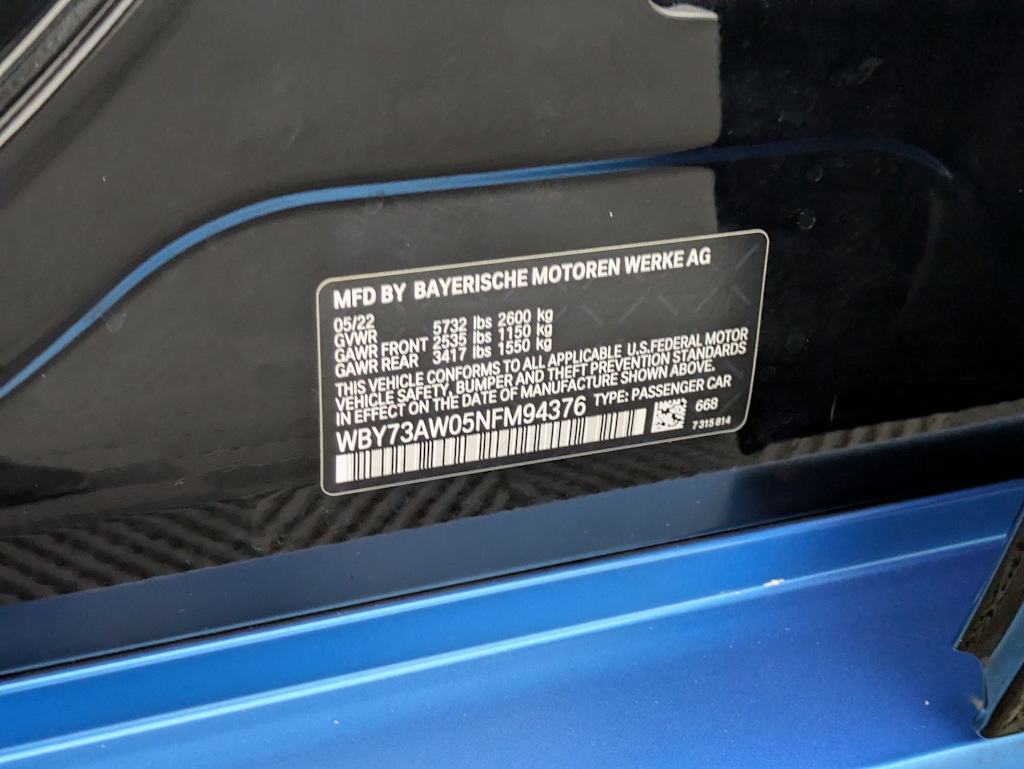 MFD BY BAYERISCHE MOTOREN WERKE AG
05/22
GVWR 5732 lbs 2600 kg
GAWR FRONT 2535 lbs 1150 kg
GAWR REAR 3417 lbs 1550 kg
THIS VEHICLE CONFORMS TO ALL APPLICABLE U.S.FEDERAL MOTOR
VEHICLE SAFETY, BUMPER AND THEFT PREVENTION STANDARDS
IN EFFECT ON THE DATE OF MANUFACTURE SHOWN ABOVE.
WBY73AW05NFM94376 TYPE: PASSENGER CAR
668
7315814